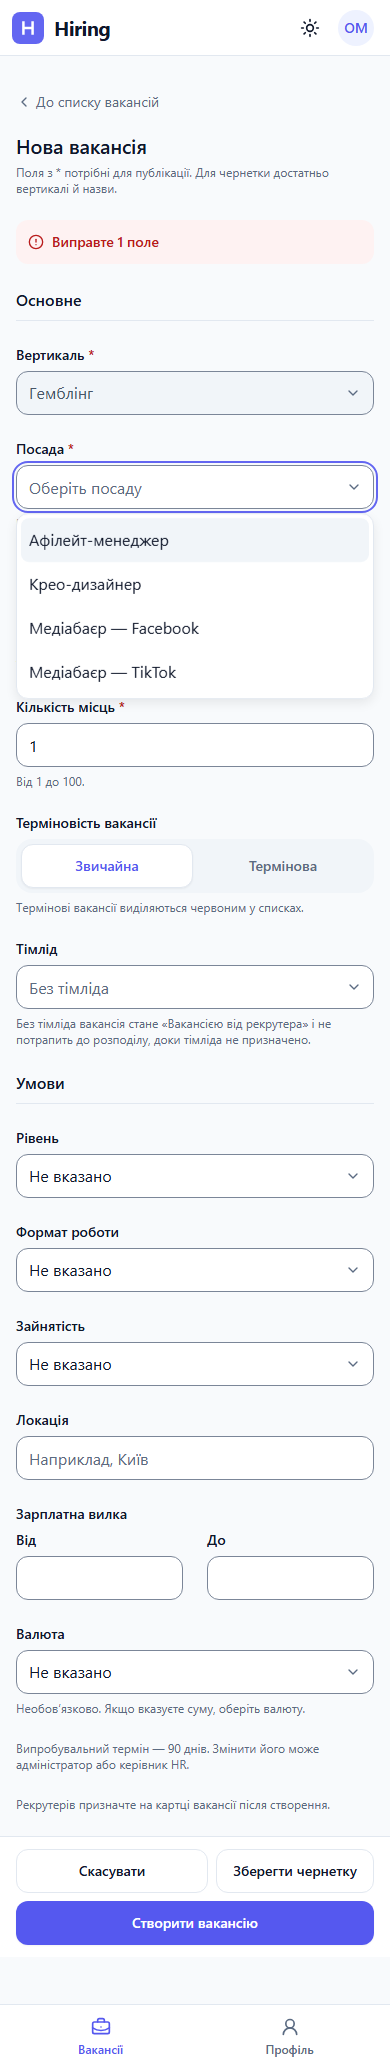 H Hiring
OM
До списку вакансій
Нова вакансія
Поля з * потрібні для публікації. Для чернетки достатньо
вертикалі й назви.
Виправте 1 поле
Основне
Вертикаль *
Гемблінг
Посада *
Оберіть посаду
Афілейт-менеджер
Крео-дизайнер
Медіабаєр — Facebook
Медіабаєр — TikTok
Кількість місць *
1
Від 1 до 100.
Терміновість вакансії
Звичайна
Термінова
Термінові вакансії виділяються червоним у списках.
Тімлід
Без тімліда
Без тімліда вакансія стане «Вакансією від рекрутера» і не
потрапить до розподілу, доки тімліда не призначено.
Умови
Рівень
Не вказано
Формат роботи
Не вказано
Зайнятість
Не вказано
Локація
Наприклад, Київ
Зарплатна вилка
Від
До
Валюта
Не вказано
Необов’язково. Якщо вказуєте суму, оберіть валюту.
Випробувальний термін — 90 днів. Змінити його може
адміністратор або керівник HR.
Рекрутерів призначте на картці вакансії після створення.
Скасувати
Зберегти чернетку
Створити вакансію
Вакансії
Профіль